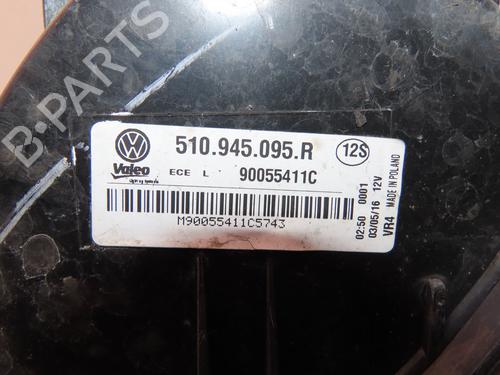 B-PARTS
510.945.095.R
12S
Valeo
ECE L 90055411C
M90055411C5743
02:50 0001
03/05/16 12V
VR4 MADE IN POLAND